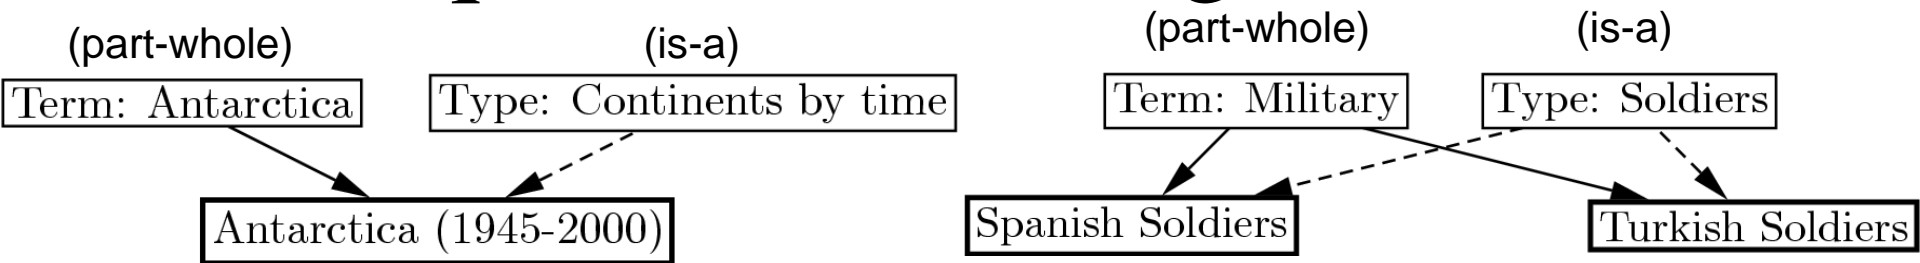 (part-whole)
(is-a)
Term: Antarctica
Type: Continents by time
Antarctica (1945-2000)
(part-whole)
(is-a)
Term: Military
Type: Soldiers
Spanish Soldiers
Turkish Soldiers